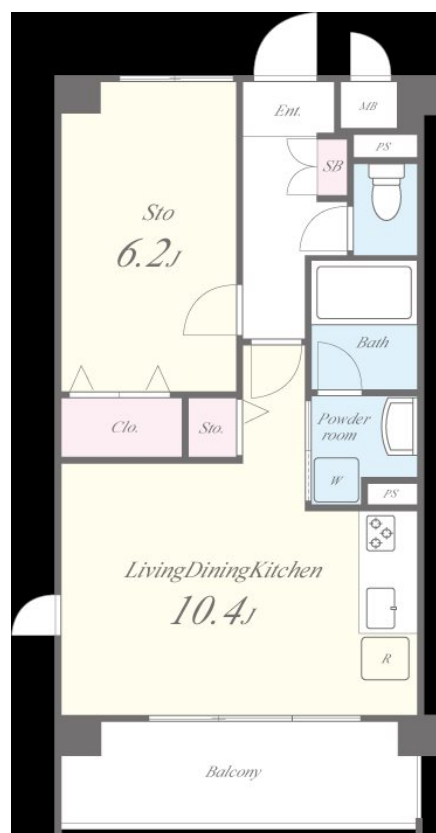 Ent.
MB
PS
SB
Sto
6.2J
Bath
Clo.
Sto.
Powder
room
W
PS
LivingDiningKitchen
10.4J
R
Balcony